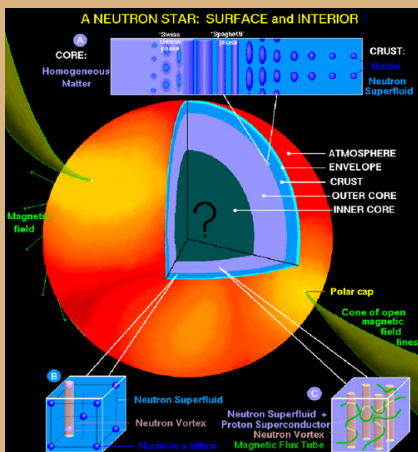 A NEUTRON STAR: SURFACE and INTERIOR
A
"Swiss cheese" phase
"Spaghetti" phase
CORE:
Homogeneous
Matter
CRUST:
Nuclei
Neutron
Superfluid
ATMOSPHERE
ENVELOPE
CRUST
OUTER CORE
INNER CORE
?
Magnetic
field
Polar cap
Cone of open
magnetic
field
lines
B
Neutron Superfluid
Neutron Vortex
Nuclei in a lattice
C
Neutron Superfluid +
Proton Superconductor
Neutron Vortex
Magnetic Flux Tube